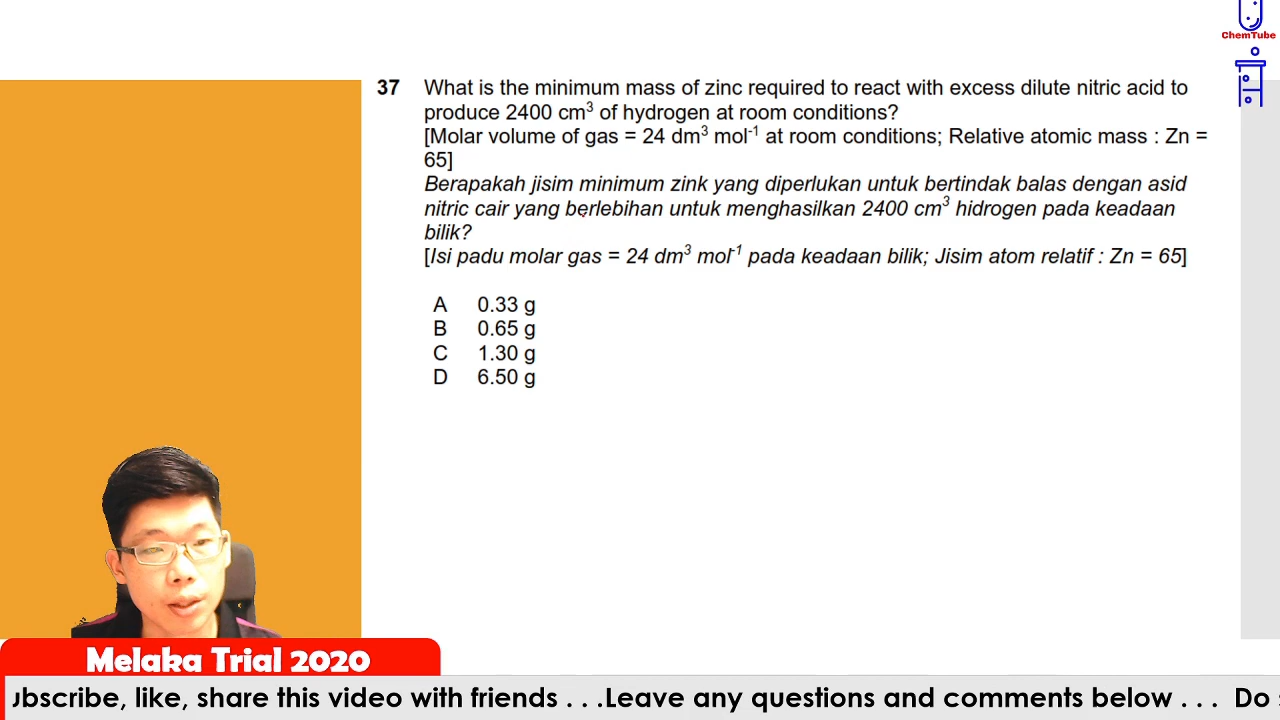 ChemTube
37 What is the minimum mass of zinc required to react with excess dilute nitric acid to
produce 2400 cm³ of hydrogen at room conditions?
[Molar volume of gas = 24 dm³ mol⁻¹ at room conditions; Relative atomic mass : Zn =
65]
Berapakah jisim minimum zink yang diperlukan untuk bertindak balas dengan asid
nitric cair yang berlebihan untuk menghasilkan 2400 cm³ hidrogen pada keadaan
bilik?
[Isi padu molar gas = 24 dm³ mol⁻¹ pada keadaan bilik; Jisim atom relatif : Zn = 65]
A 0.33 g
B 0.65 g
C 1.30 g
D 6.50 g
Melaka Trial 2020
ubscribe, like, share this video with friends . . .Leave any questions and comments below . . . Do